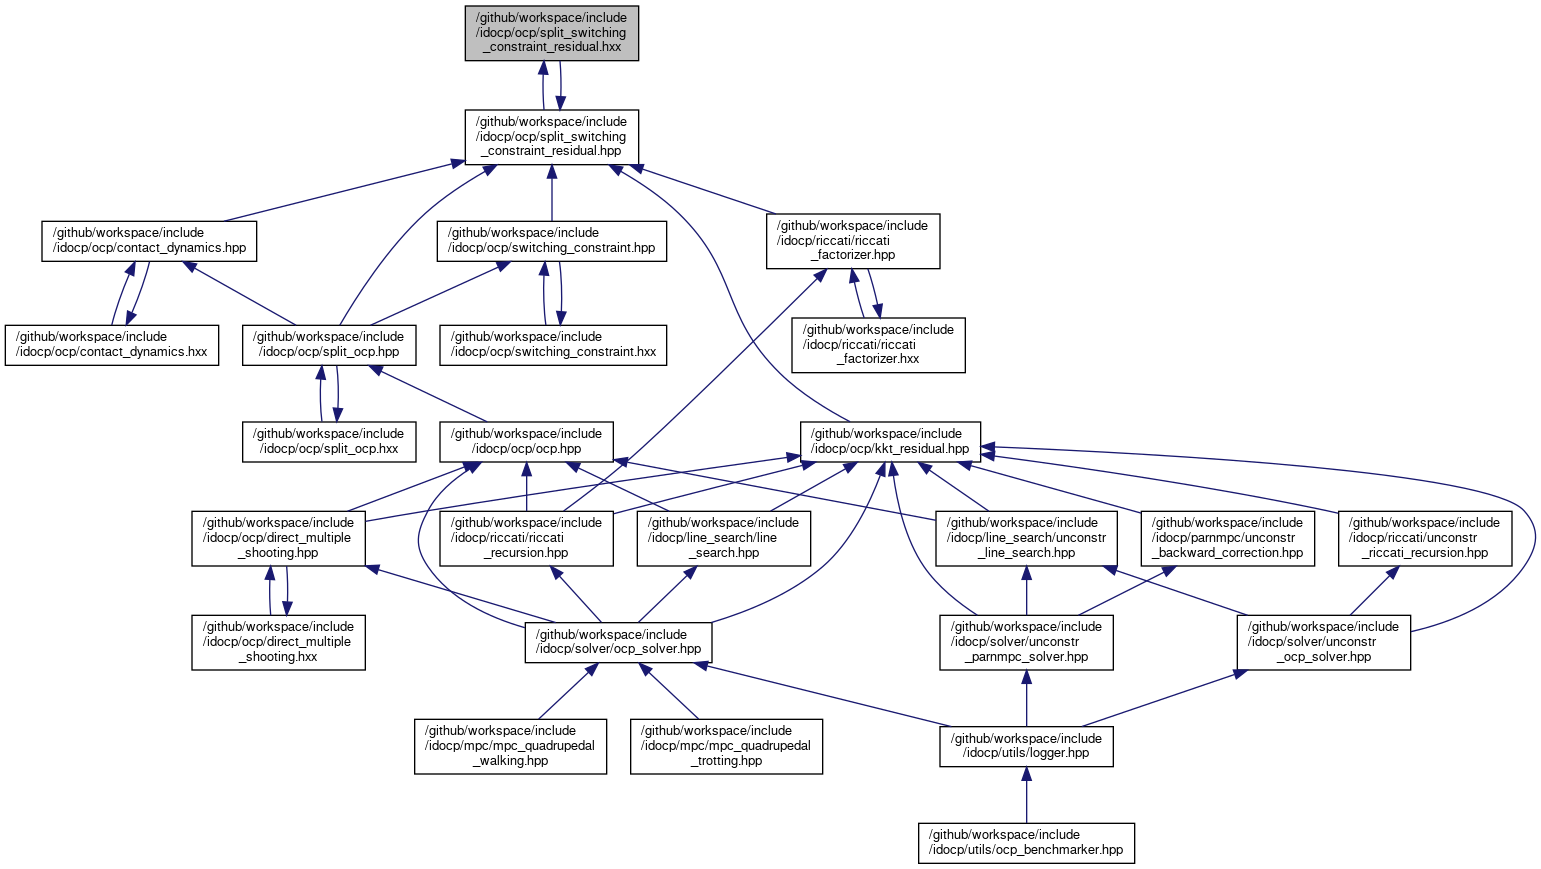 /github/workspace/include
/idocp/ocp/split_switching
_constraint_residual.hxx
/github/workspace/include
/idocp/ocp/split_switching
_constraint_residual.hpp
/github/workspace/include
/idocp/ocp/contact_dynamics.hpp
/github/workspace/include
/idocp/ocp/switching_constraint.hpp
/github/workspace/include
/idocp/riccati/riccati
_factorizer.hpp
/github/workspace/include
/idocp/ocp/contact_dynamics.hxx
/github/workspace/include
/idocp/ocp/split_ocp.hpp
/github/workspace/include
/idocp/ocp/switching_constraint.hxx
/github/workspace/include
/idocp/riccati/riccati
_factorizer.hxx
/github/workspace/include
/idocp/ocp/split_ocp.hxx
/github/workspace/include
/idocp/ocp/ocp.hpp
/github/workspace/include
/idocp/ocp/kkt_residual.hpp
/github/workspace/include
/idocp/ocp/direct_multiple
_shooting.hpp
/github/workspace/include
/idocp/riccati/riccati
_recursion.hpp
/github/workspace/include
/idocp/line_search/line
_search.hpp
/github/workspace/include
/idocp/line_search/unconstr
_line_search.hpp
/github/workspace/include
/idocp/parnmpc/unconstr
_backward_correction.hpp
/github/workspace/include
/idocp/riccati/unconstr
_riccati_recursion.hpp
/github/workspace/include
/idocp/ocp/direct_multiple
_shooting.hxx
/github/workspace/include
/idocp/solver/ocp_solver.hpp
/github/workspace/include
/idocp/solver/unconstr
_parnmpc_solver.hpp
/github/workspace/include
/idocp/solver/unconstr
_ocp_solver.hpp
/github/workspace/include
/idocp/mpc/mpc_quadrupedal
_walking.hpp
/github/workspace/include
/idocp/mpc/mpc_quadrupedal
_trotting.hpp
/github/workspace/include
/idocp/utils/logger.hpp
/github/workspace/include
/idocp/utils/ocp_benchmarker.hpp